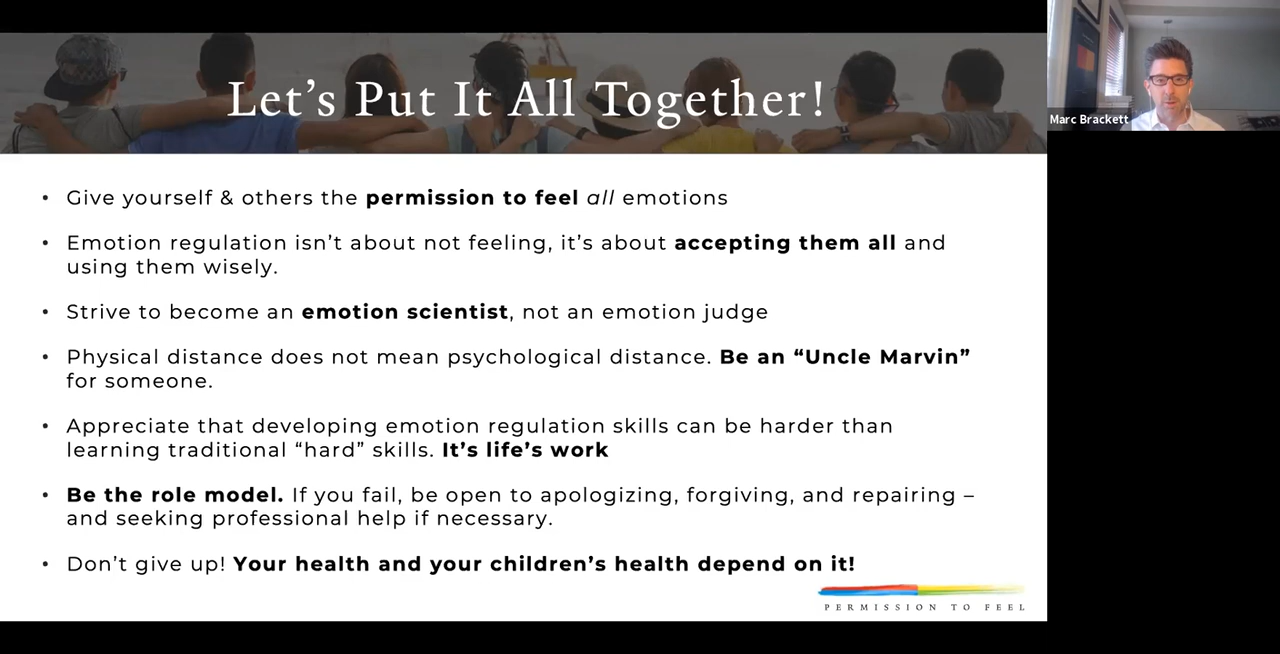 Let’s Put It All Together!
Marc Brackett
• Give yourself & others the permission to feel all emotions
• Emotion regulation isn’t about not feeling, it’s about accepting them all and
using them wisely.
• Strive to become an emotion scientist, not an emotion judge
• Physical distance does not mean psychological distance. Be an “Uncle Marvin”
for someone.
• Appreciate that developing emotion regulation skills can be harder than
learning traditional “hard” skills. It’s life’s work
• Be the role model. If you fail, be open to apologizing, forgiving, and repairing –
and seeking professional help if necessary.
• Don’t give up! Your health and your children’s health depend on it!
PERMISSION TO FEEL